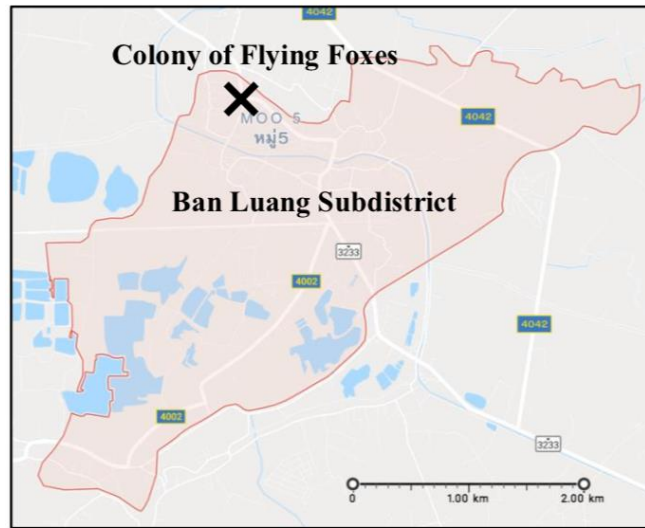 4042
Colony of Flying Foxes
MOO 5
หมู่5
4042
Ban Luang Subdistrict
3233
4002
4042
4002
3233
0
1.00 km
2.00 km